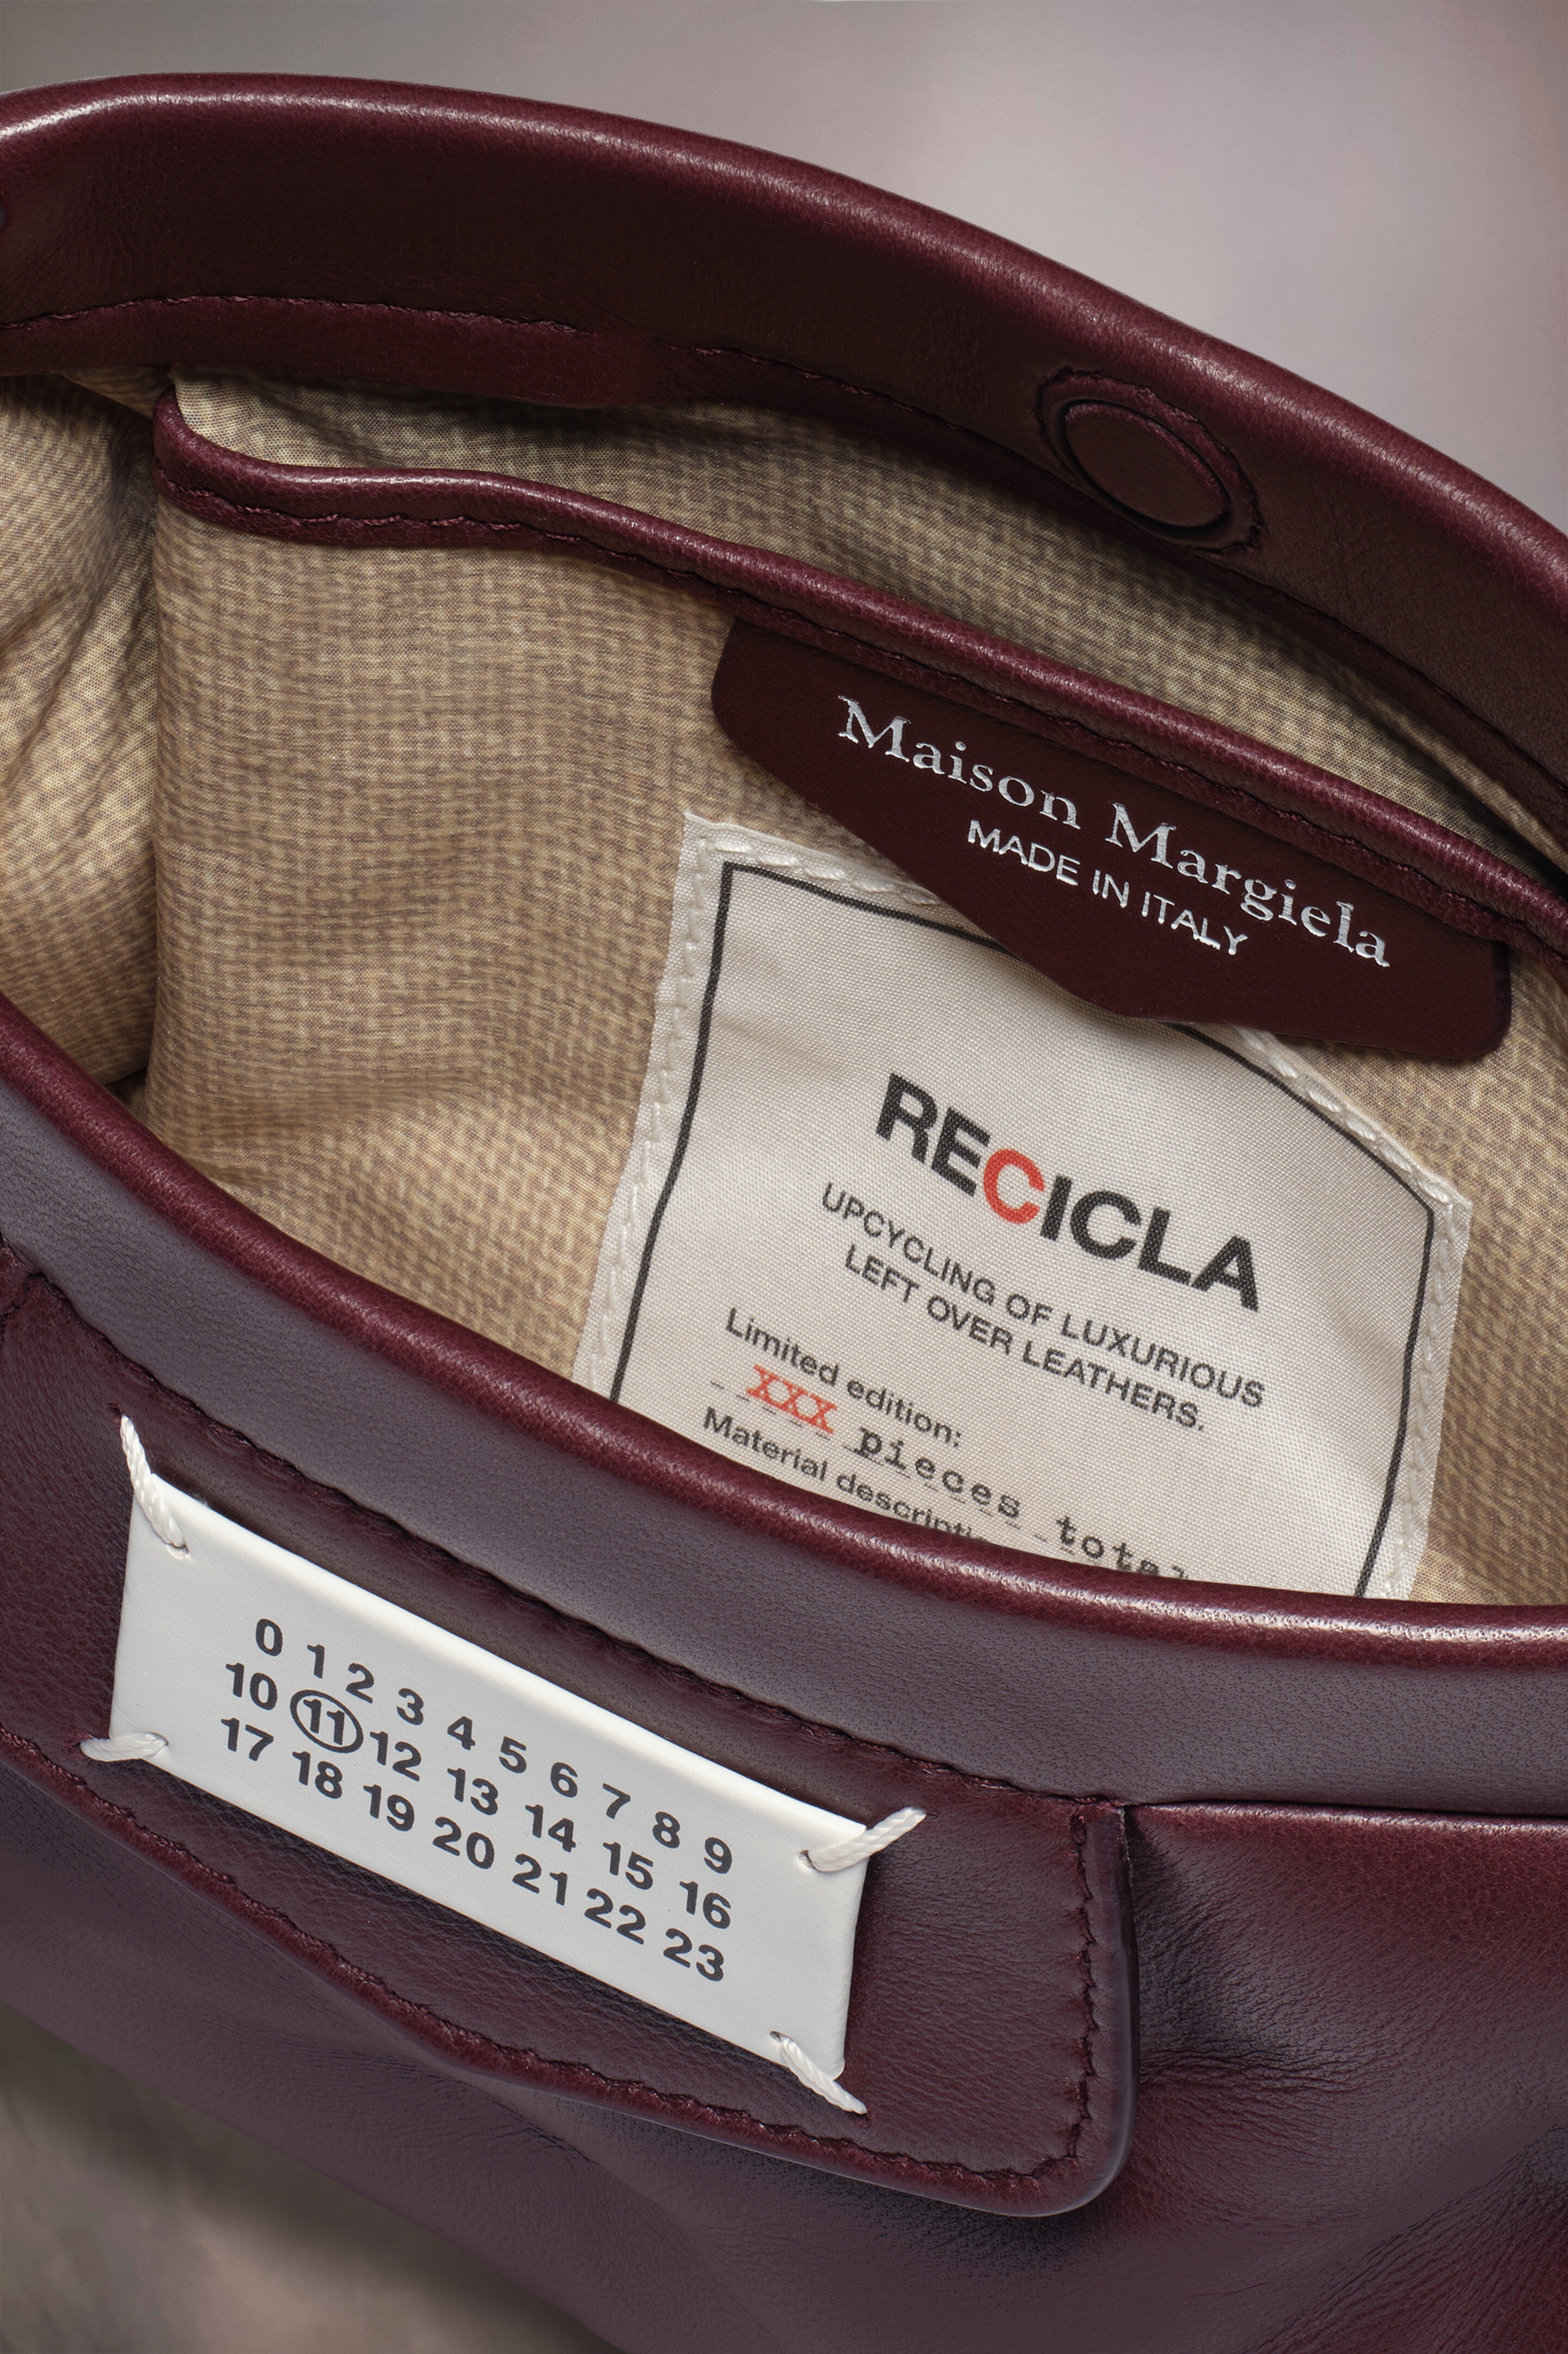 Maison Margiela
MADE IN ITALY
RECICLA
UPCYCLING OF LUXURIOUS
LEFT OVER LEATHERS.
Limited edition:
XXX pieces total
Material
0 1 2 3 4 5 6 7 8 9
10 11 12 13 14 15 16
17 18 19 20 21 22 23